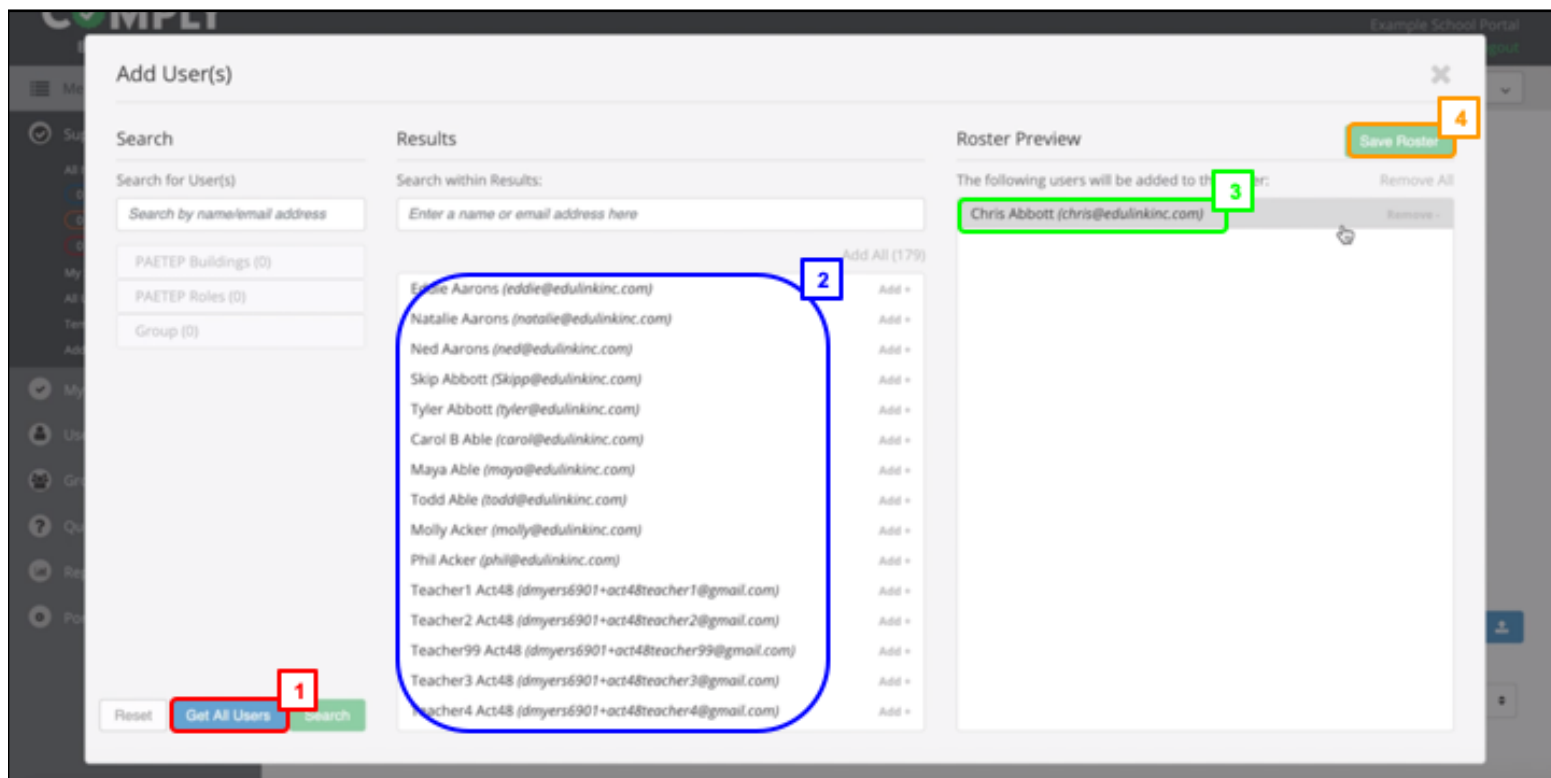 COMPLY
Example School Portal
Add User(s)
Search
Results
Roster Preview
Save Roster
4
Search for User(s)
Search within Results:
The following users will be added to th
Remove All
3
Search by name/email address
Enter a name or email address here
Chris Abbott (chris@edulinkinc.com)
Remove -
PAETEP Buildings (0)
PAETEP Roles (0)
Group (0)
Add All (179)
2
Eddie Aarons (eddie@edulinkinc.com) Add +
Natalie Aarons (natalie@edulinkinc.com) Add +
Ned Aarons (ned@edulinkinc.com) Add +
Skip Abbott (Skipp@edulinkinc.com) Add +
Tyler Abbott (tyler@edulinkinc.com) Add +
Carol B Able (carol@edulinkinc.com) Add +
Maya Able (maya@edulinkinc.com) Add +
Todd Able (todd@edulinkinc.com) Add +
Molly Acker (molly@edulinkinc.com) Add +
Phil Acker (phil@edulinkinc.com) Add +
Teacher1 Act48 (dmyers6901+act48teacher1@gmail.com) Add +
Teacher2 Act48 (dmyers6901+act48teacher2@gmail.com) Add +
Teacher99 Act48 (dmyers6901+act48teacher99@gmail.com) Add +
Teacher3 Act48 (dmyers6901+act48teacher3@gmail.com) Add +
Teacher4 Act48 (dmyers6901+act48teacher4@gmail.com) Add +
1
Reset
Get All Users
Search